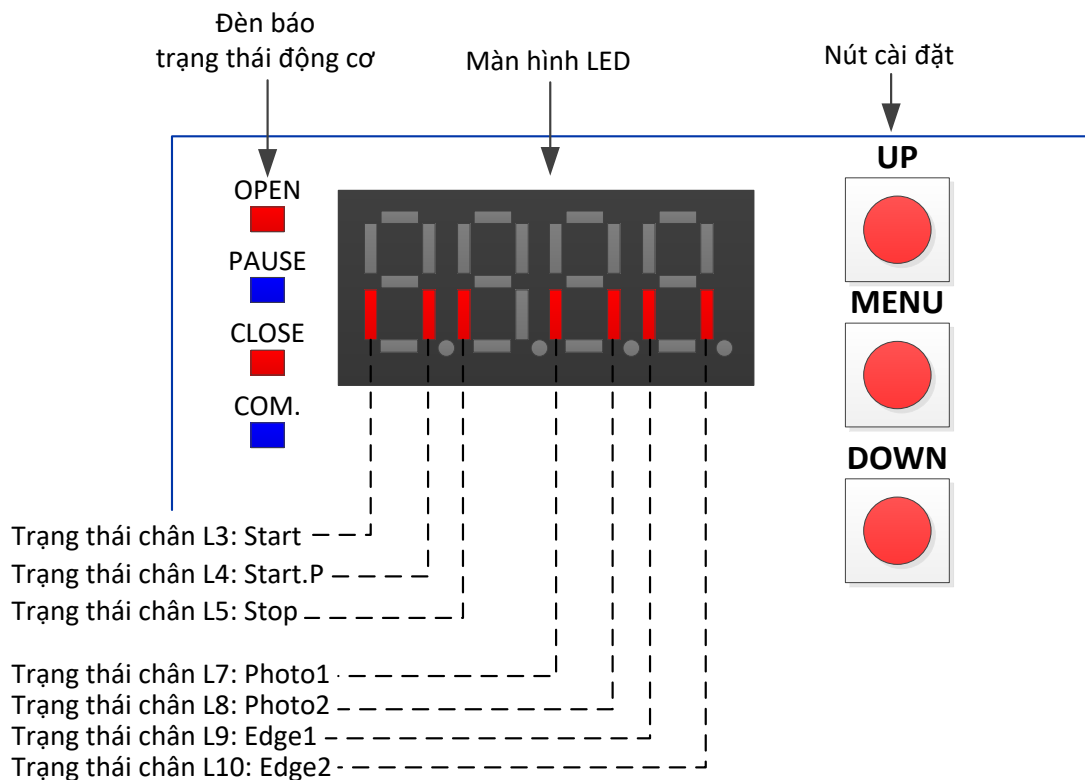 Đèn báo
trạng thái động cơ
Màn hình LED
Nút cài đặt
OPEN
PAUSE
CLOSE
COM.
UP
MENU
DOWN
Trạng thái chân L3: Start
Trạng thái chân L4: Start.P
Trạng thái chân L5: Stop
Trạng thái chân L7: Photo1
Trạng thái chân L8: Photo2
Trạng thái chân L9: Edge1
Trạng thái chân L10: Edge2